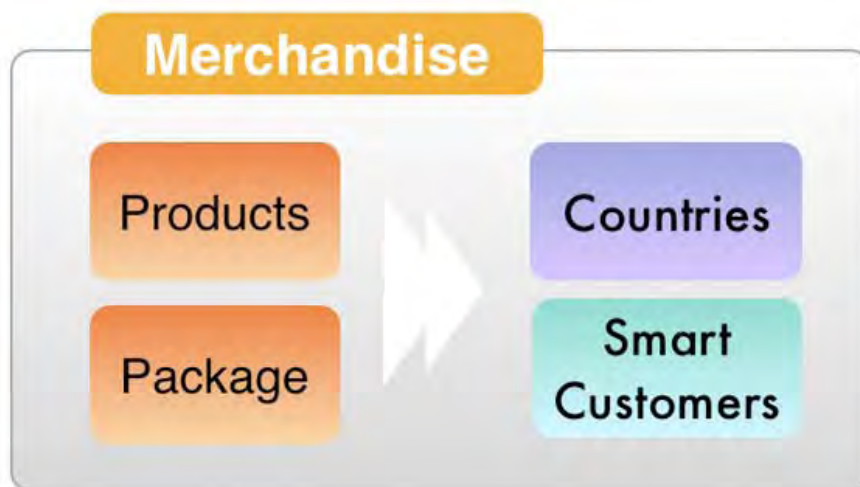 Merchandise
Products
Countries
Package
Smart
Customers